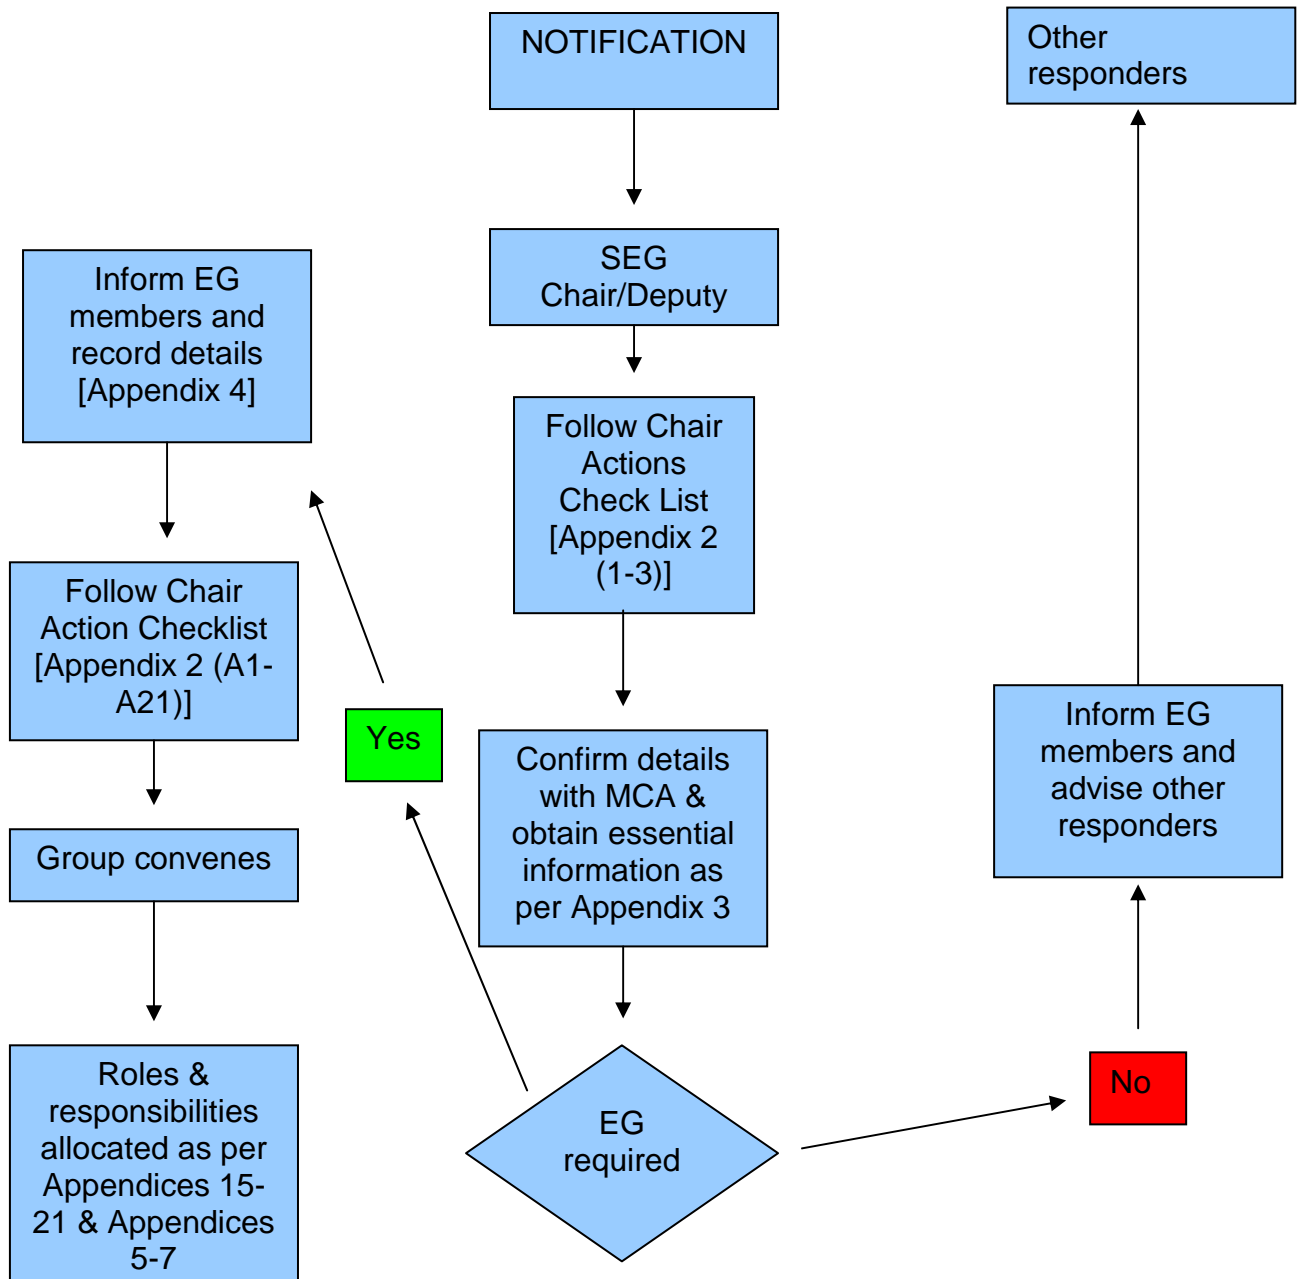 NOTIFICATION
Other
responders
SEG
Chair/Deputy
Inform EG
members and
record details
[Appendix 4]
Follow Chair
Actions
Check List
[Appendix 2
(1-3)]
Follow Chair
Action Checklist
[Appendix 2 (A1-
A21)]
Yes
Confirm details
with MCA &
obtain essential
information as
per Appendix 3
Inform EG
members and
advise other
responders
Group convenes
Roles &
responsibilities
allocated as per
Appendices 15-
21 & Appendices
5-7
EG
required
No